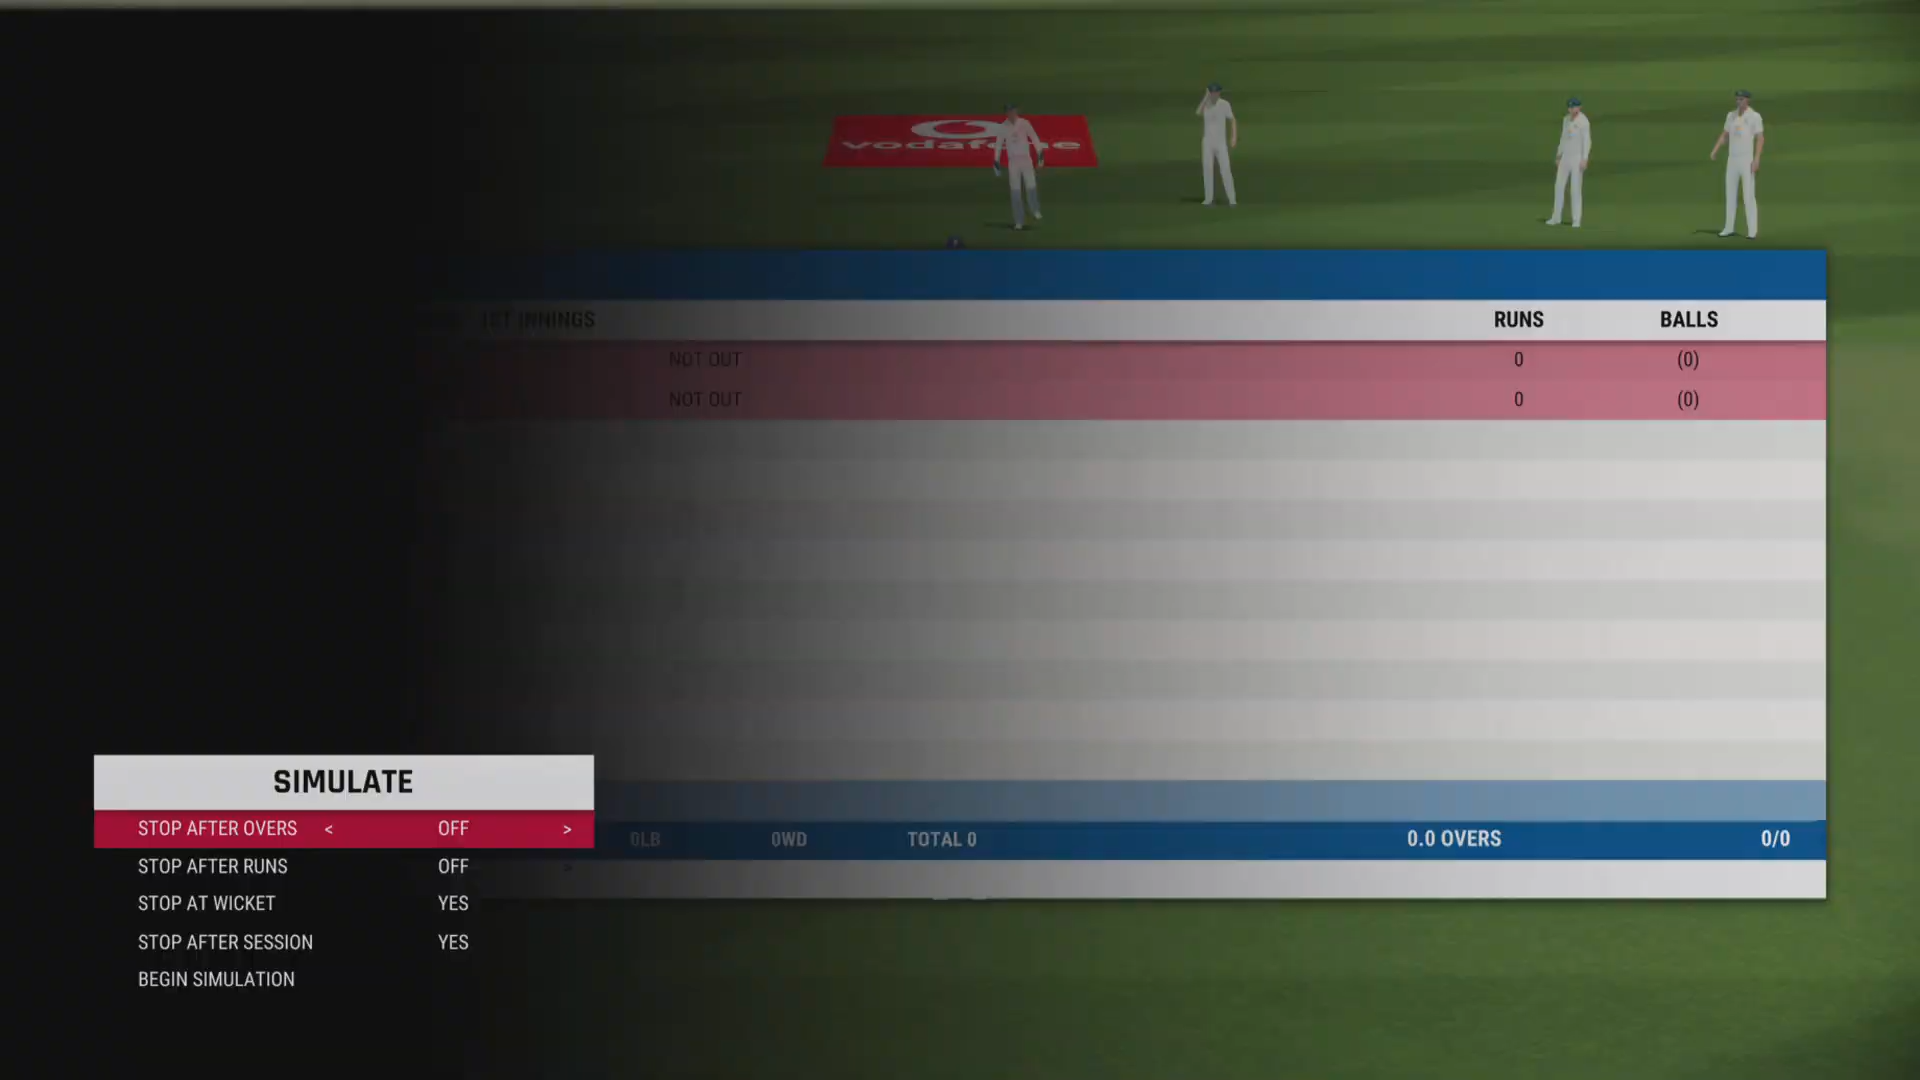 vodafone
1ST INNINGS RUNS BALLS
NOT OUT 0 (0)
NOT OUT 0 (0)
0LB 0WD TOTAL 0 0.0 OVERS 0/0
SIMULATE
STOP AFTER OVERS < OFF >
STOP AFTER RUNS OFF
STOP AT WICKET YES
STOP AFTER SESSION YES
BEGIN SIMULATION